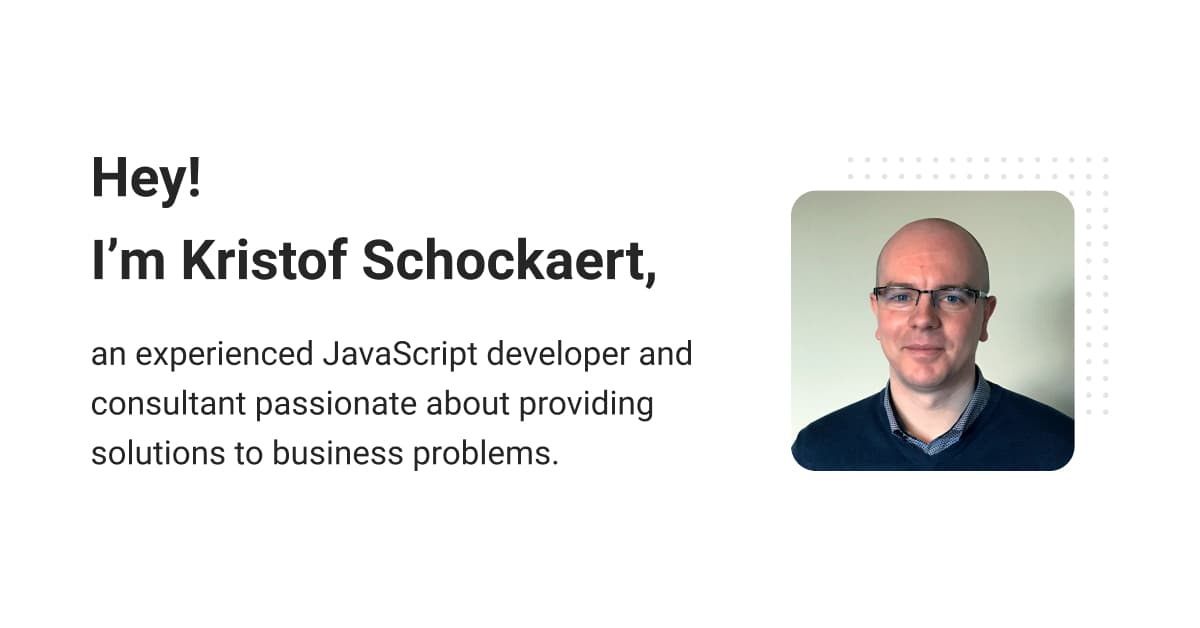 Hey!
I’m Kristof Schockaert,
an experienced JavaScript developer and
consultant passionate about providing
solutions to business problems.